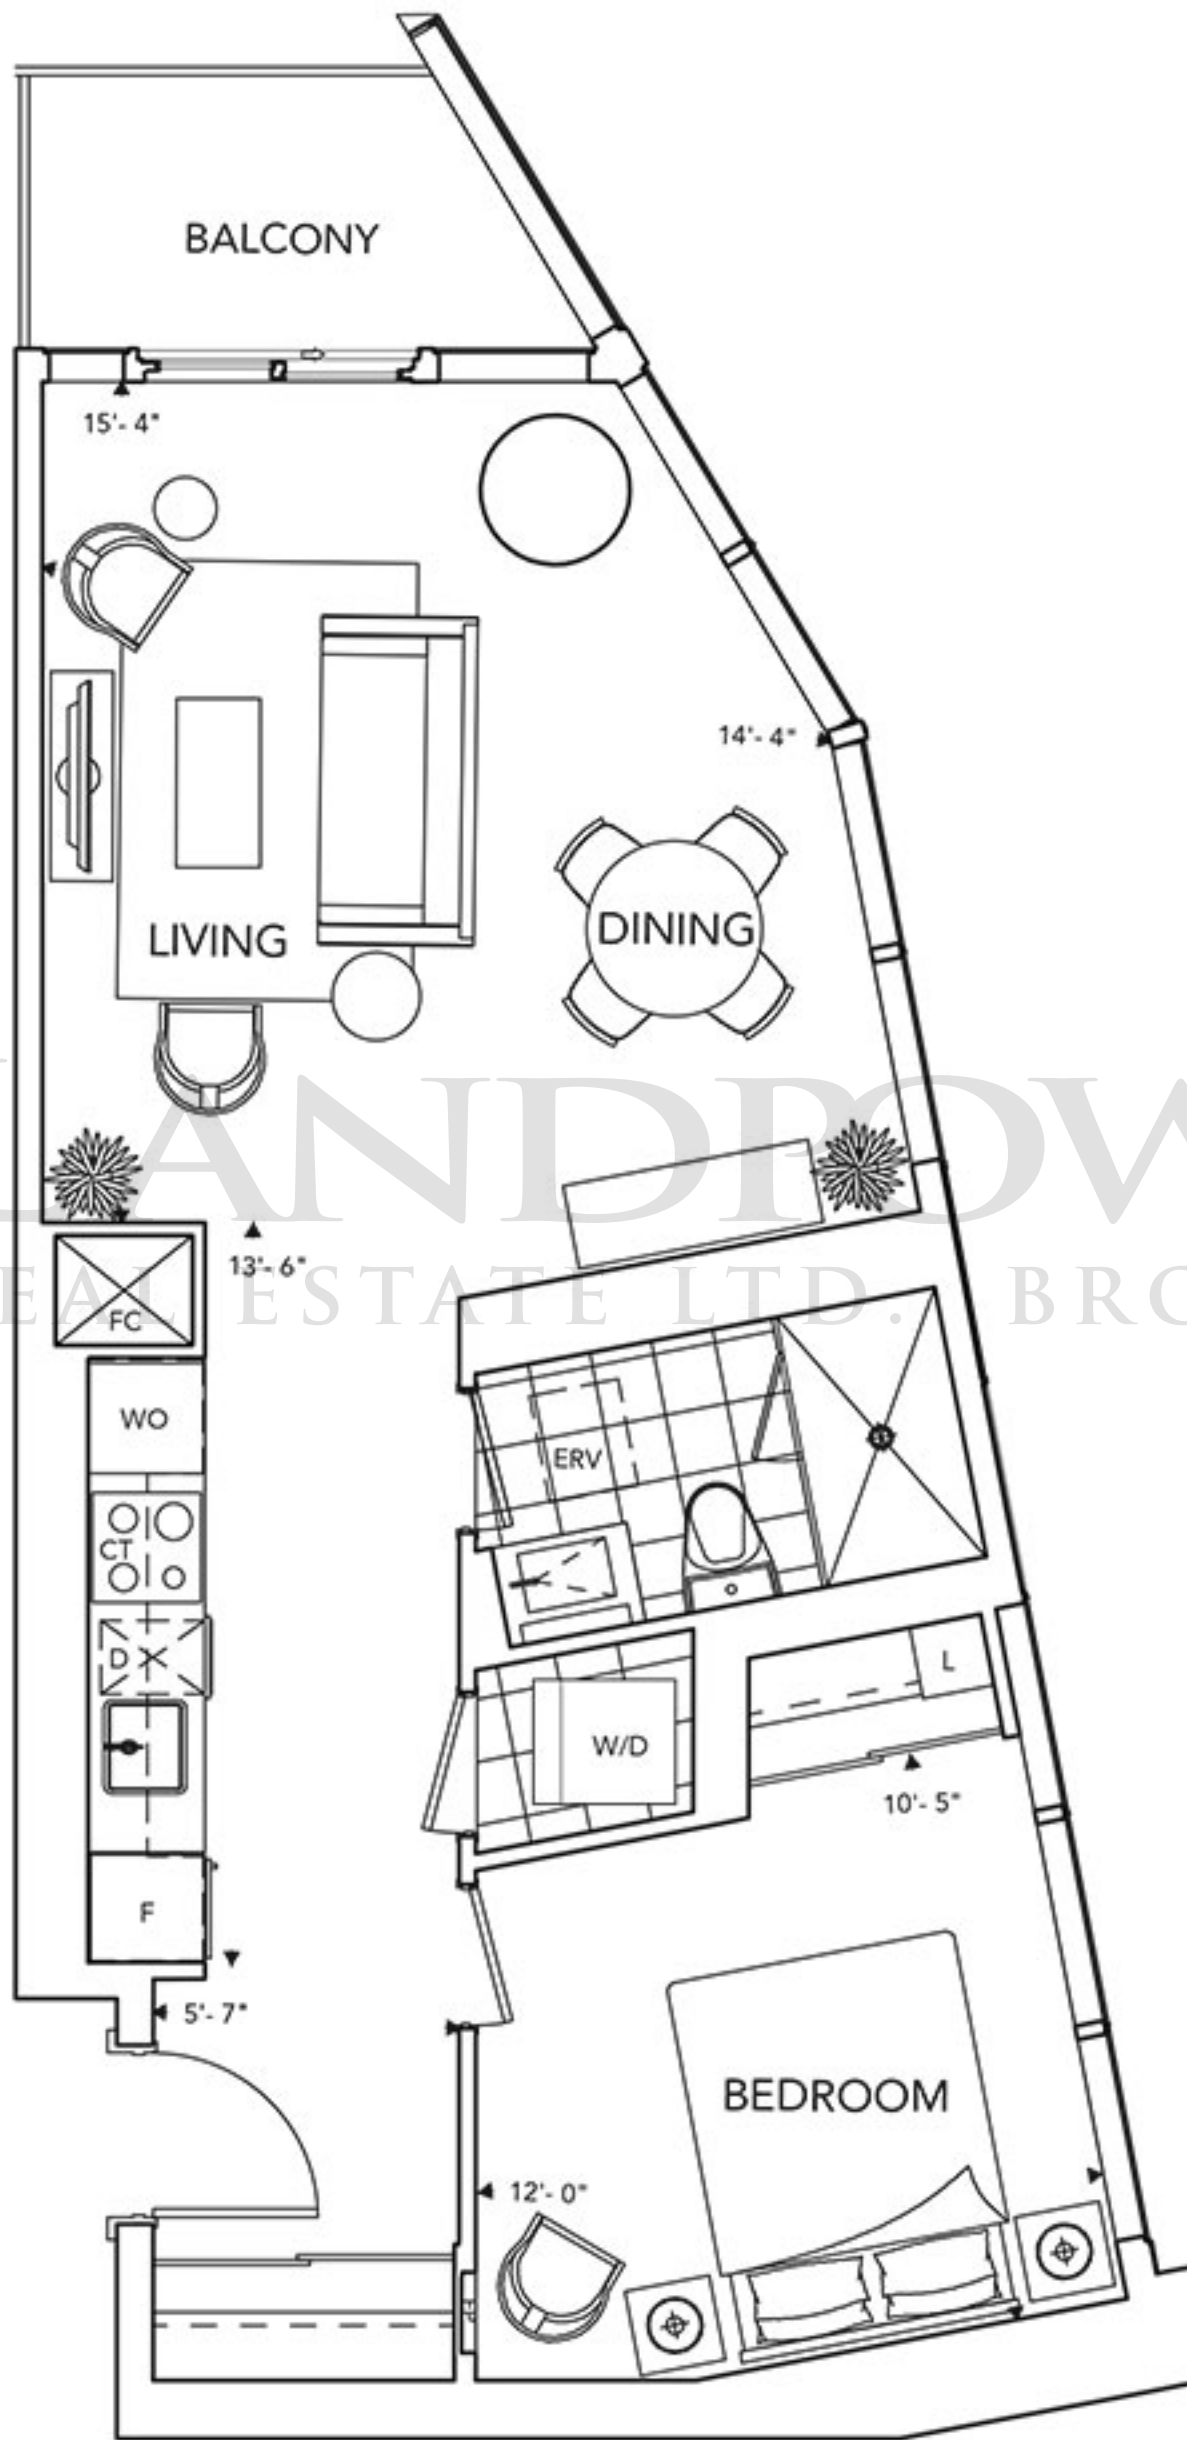 BALCONY
15'- 4"
14'- 4"
LIVING
DINING
LANDPOW
13'- 6"
EAL ESTATE LTD. BRO
FC
WO
ERV
CT
D
L
W/D
10'- 5"
F
5'- 7"
BEDROOM
12'- 0"